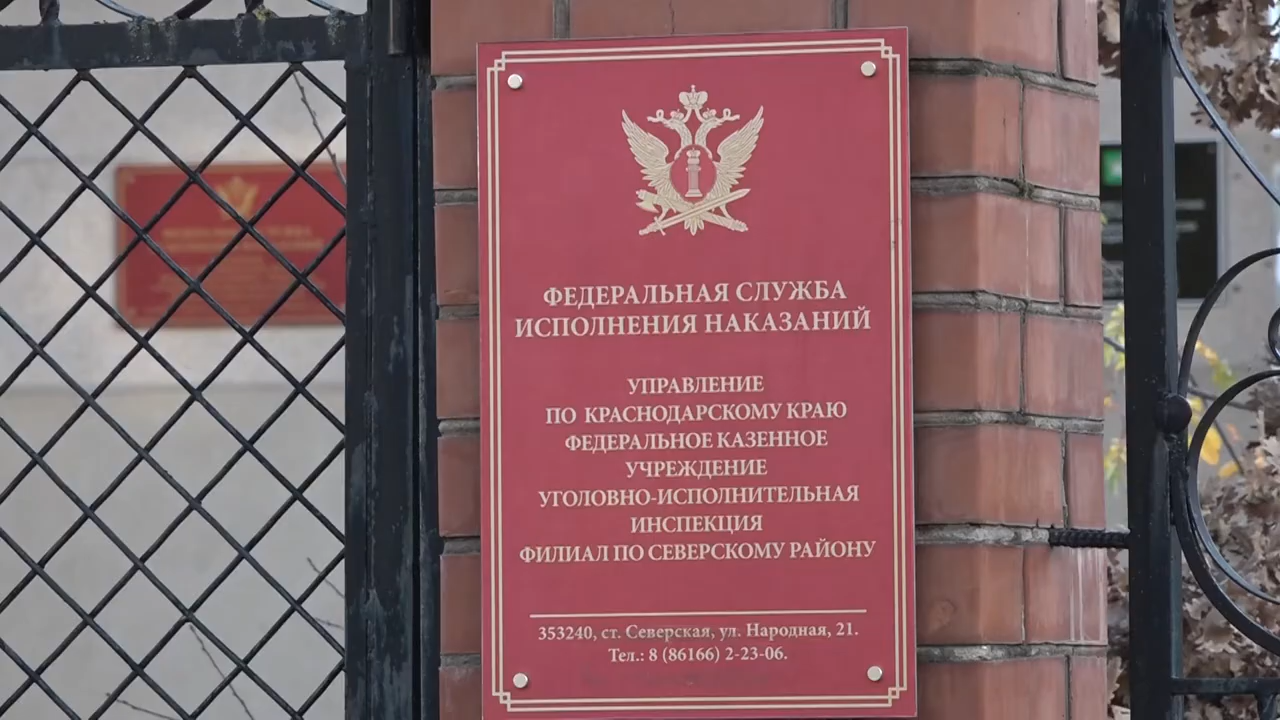 ФЕДЕРАЛЬНАЯ СЛУЖБА
ИСПОЛНЕНИЯ НАКАЗАНИЙ
УПРАВЛЕНИЕ
ПО КРАСНОДАРСКОМУ КРАЮ
ФЕДЕРАЛЬНОЕ КАЗЕННОЕ
УЧРЕЖДЕНИЕ
УГОЛОВНО-ИСПОЛНИТЕЛЬНАЯ
ИНСПЕКЦИЯ
ФИЛИАЛ ПО СЕВЕРСКОМУ РАЙОНУ
353240, ст. Северская, ул. Народная, 21.
Тел.: 8 (86166) 2-23-06.